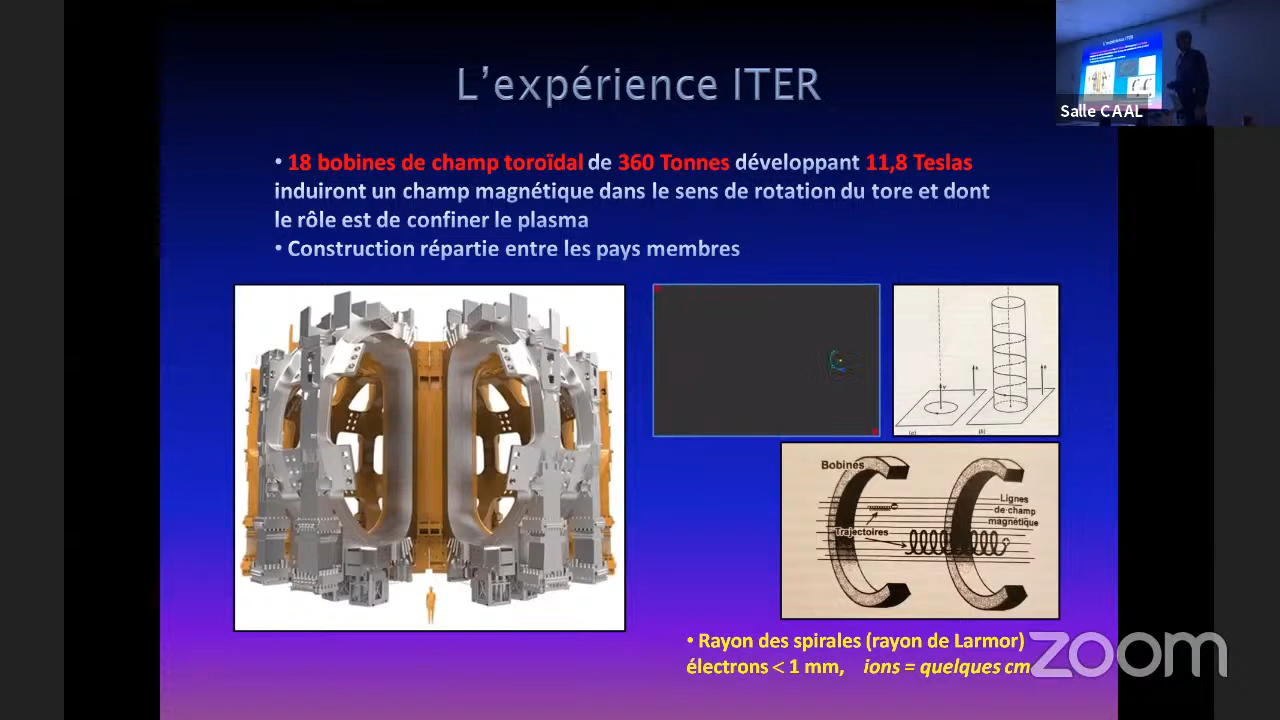 L'expérience ITER
Salle CAAL
• 18 bobines de champ toroïdal de 360 Tonnes développant 11,8 Teslas
induiront un champ magnétique dans le sens de rotation du tore et dont
le rôle est de confiner le plasma
• Construction répartie entre les pays membres
(a)
(b)
Bobines
Lignes
de champ
magnétique
Trajectoires
• Rayon des spirales (rayon de Larmor)
électrons < 1 mm, ions = quelques cm
zoom